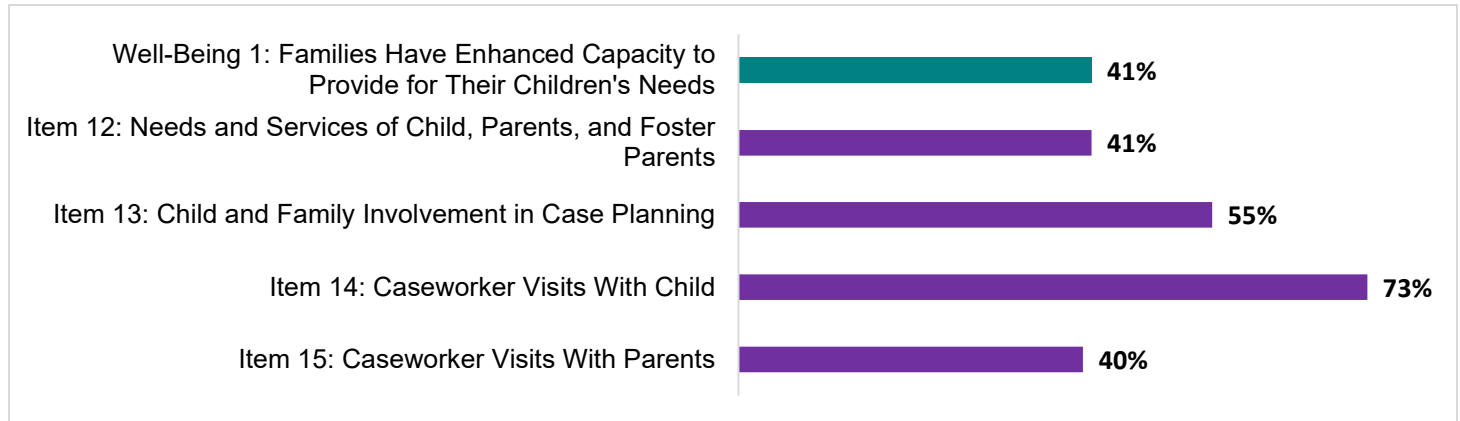 Well-Being 1: Families Have Enhanced Capacity to
Provide for Their Children's Needs
41%
Item 12: Needs and Services of Child, Parents, and Foster
Parents
41%
Item 13: Child and Family Involvement in Case Planning
55%
Item 14: Caseworker Visits With Child
73%
Item 15: Caseworker Visits With Parents
40%